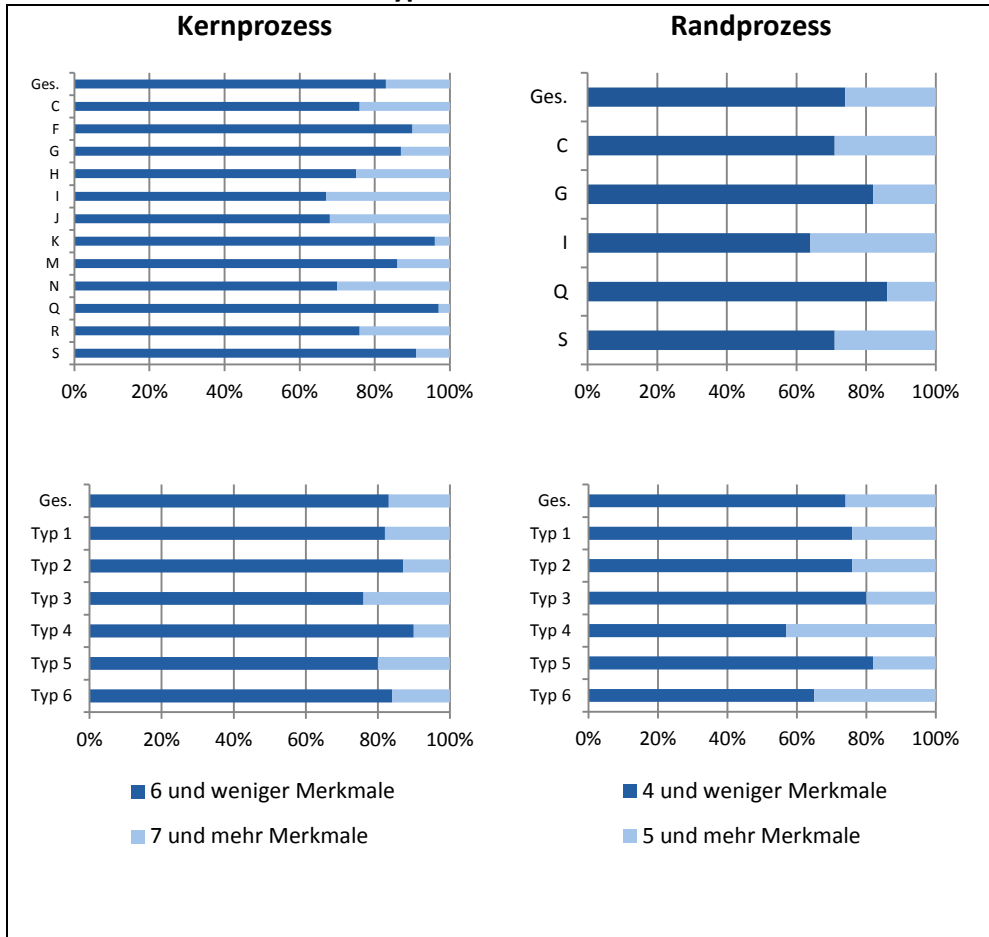 Typ
Kernprozess
Randprozess
Ges.
C
F
G
H
I
J
K
M
N
Q
R
S
0% 20% 40% 60% 80% 100%
Ges.
C
G
I
Q
S
0% 20% 40% 60% 80% 100%
Ges.
Typ 1
Typ 2
Typ 3
Typ 4
Typ 5
Typ 6
0% 20% 40% 60% 80% 100%
Ges.
Typ 1
Typ 2
Typ 3
Typ 4
Typ 5
Typ 6
0% 20% 40% 60% 80% 100%
6 und weniger Merkmale
7 und mehr Merkmale
4 und weniger Merkmale
5 und mehr Merkmale